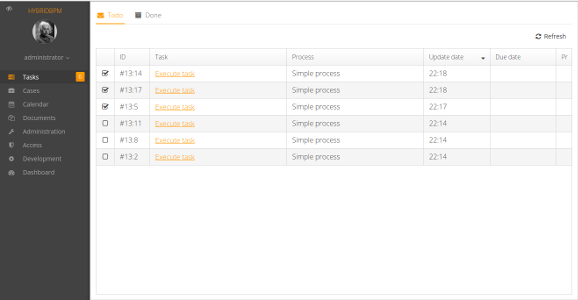 HYBRIDBPM
administrator
Tasks
Cases
Calendar
Documents
Administration
Access
Development
Dashboard
Todo Done
Refresh
ID Task Process Update date Due date Pr
#13:14 Execute task Simple process 22:18
#13:17 Execute task Simple process 22:18
#13:5 Execute task Simple process 22:17
#13:11 Execute task Simple process 22:14
#13:8 Execute task Simple process 22:14
#13:2 Execute task Simple process 22:14